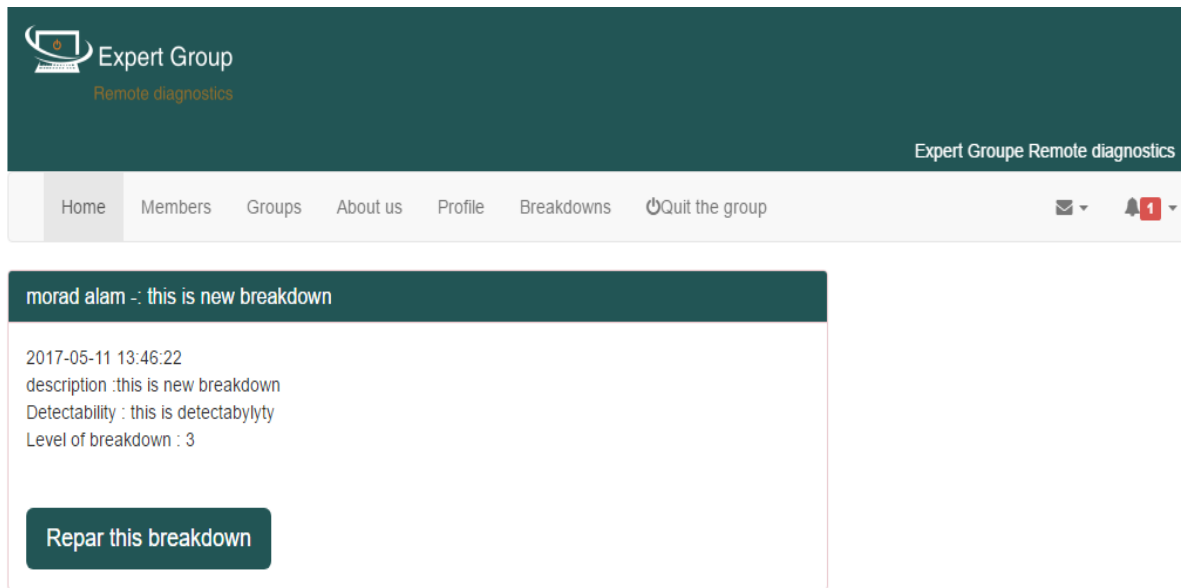 Expert Group
Remote diagnostics
Expert Groupe Remote diagnostics
Home Members Groups About us Profile Breakdowns Quit the group 1
morad alam -: this is new breakdown
2017-05-11 13:46:22
description :this is new breakdown
Detectability : this is detectabylyty
Level of breakdown : 3
Repar this breakdown